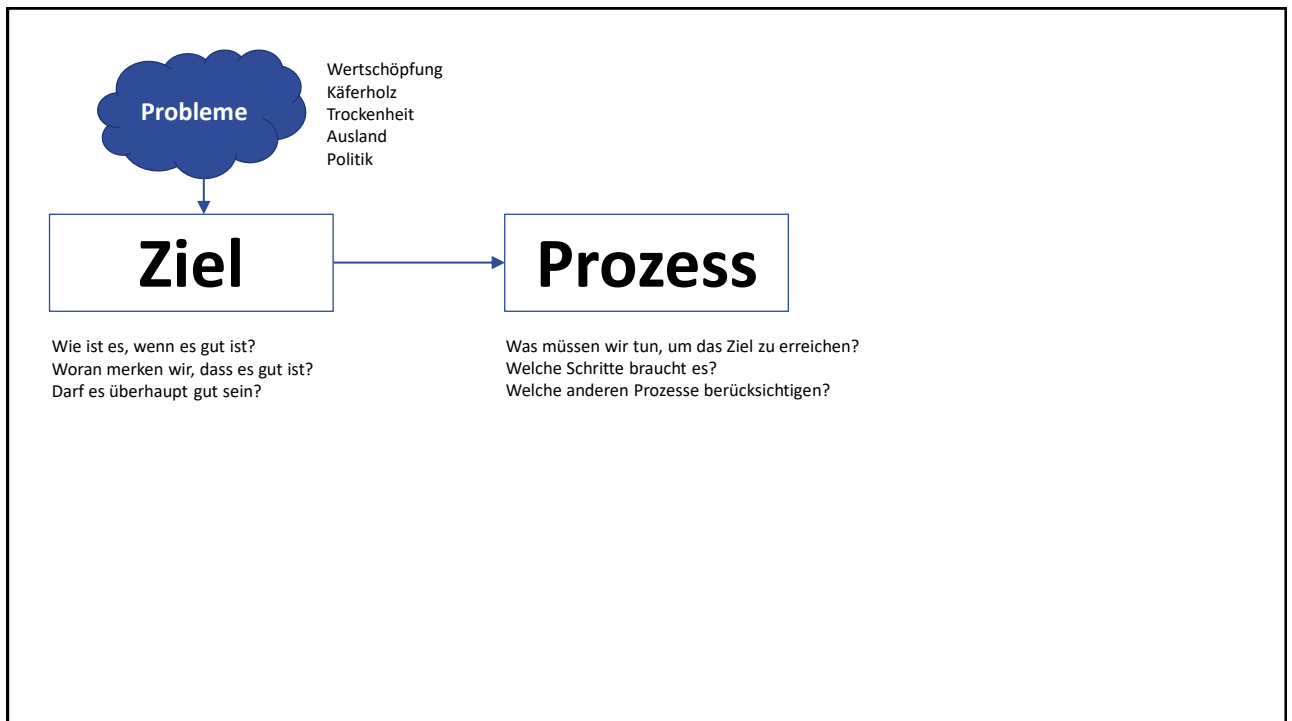 Probleme
Wertschöpfung
Käferholz
Trockenheit
Ausland
Politik
Ziel
Wie ist es, wenn es gut ist?
Woran merken wir, dass es gut ist?
Darf es überhaupt gut sein?
Prozess
Was müssen wir tun, um das Ziel zu erreichen?
Welche Schritte braucht es?
Welche anderen Prozesse berücksichtigen?